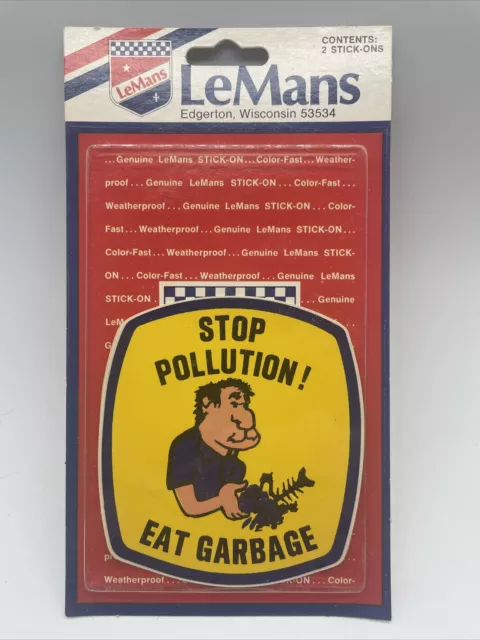 CONTENTS:
2 STICK-ONS
LeMans
LeMans
Edgerton, Wisconsin 53534
...Genuine LeMans STICK-ON...Color-Fast...Weather-
proof...Genuine LeMans STICK-ON...Color-Fast...
Weatherproof...Genuine LeMans STICK-ON...Color-
Fast...Weatherproof...Genuine LeMans STICK-ON...
Color-Fast...Weatherproof...Genuine LeMans STICK-
ON...Color-Fast...Weatherproof...Genuine LeMans
STICK-ON...Genuine
STOP
POLLUTION!
EAT GARBAGE
Weatherproof...STICK-ON...Color-